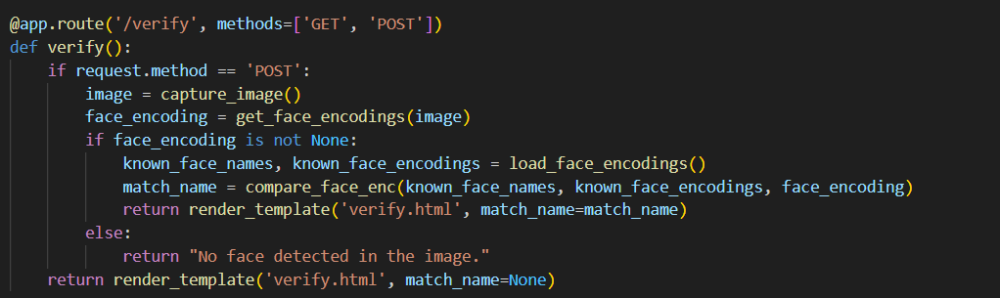 @app.route('/verify', methods=['GET', 'POST'])
def verify():
    if request.method == 'POST':
        image = capture_image()
        face_encoding = get_face_encodings(image)
        if face_encoding is not None:
            known_face_names, known_face_encodings = load_face_encodings()
            match_name = compare_face_enc(known_face_names, known_face_encodings, face_encoding)
            return render_template('verify.html', match_name=match_name)
        else:
            return "No face detected in the image."
    return render_template('verify.html', match_name=None)